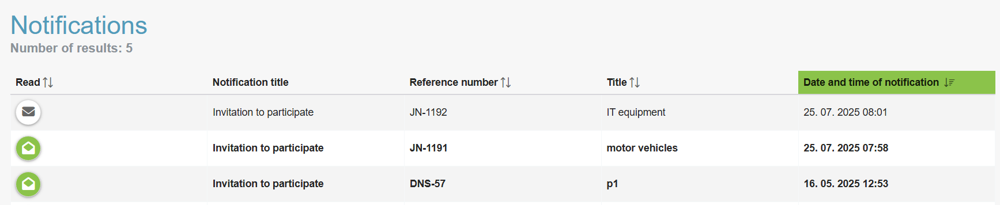 Notifications
Number of results: 5
Read Notification title Reference number Title Date and time of notification
Invitation to participate JN-1192 IT equipment 25. 07. 2025 08:01
Invitation to participate JN-1191 motor vehicles 25. 07. 2025 07:58
Invitation to participate DNS-57 p1 16. 05. 2025 12:53